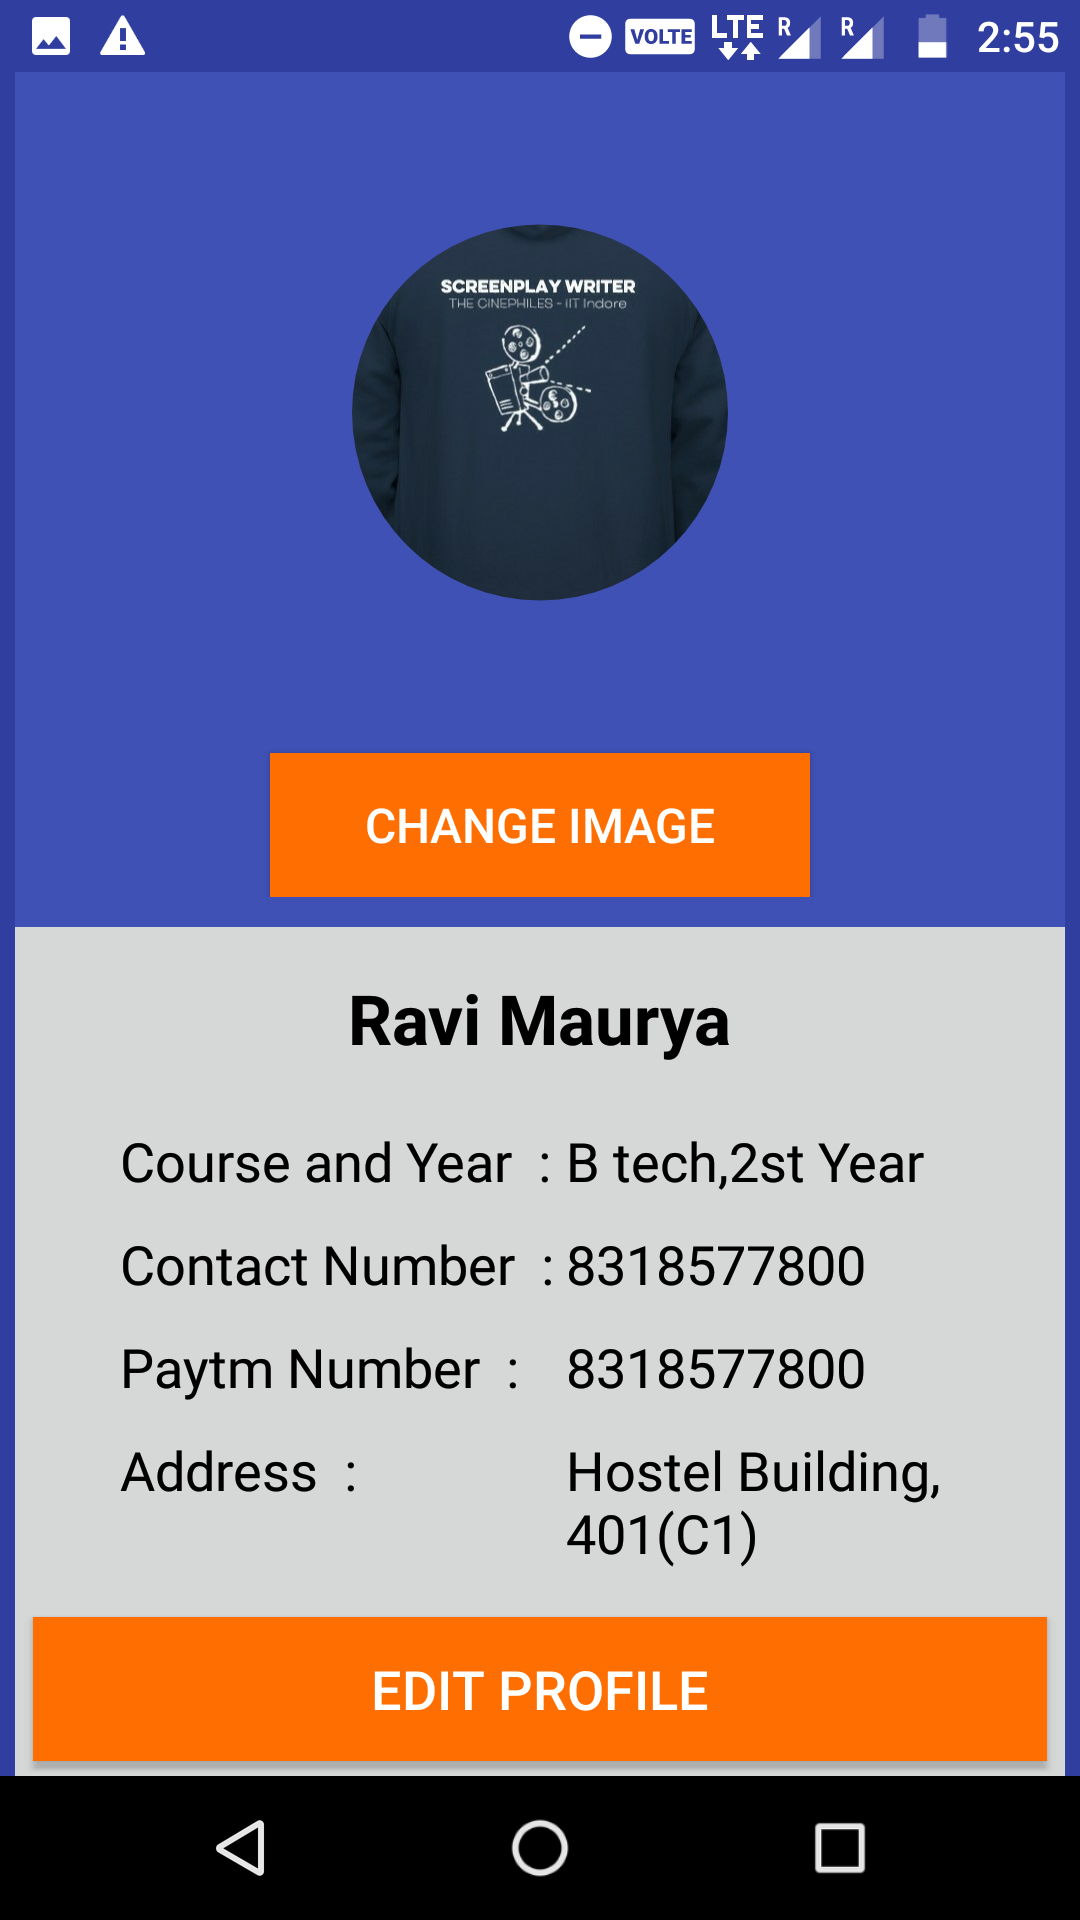 VOLTE LTE R R 2:55
SCREENPLAY WRITER
THE CINEPHILES - IIT Indore
CHANGE IMAGE
Ravi Maurya
Course and Year : B tech,2st Year
Contact Number : 8318577800
Paytm Number : 8318577800
Address : Hostel Building,
401(C1)
EDIT PROFILE